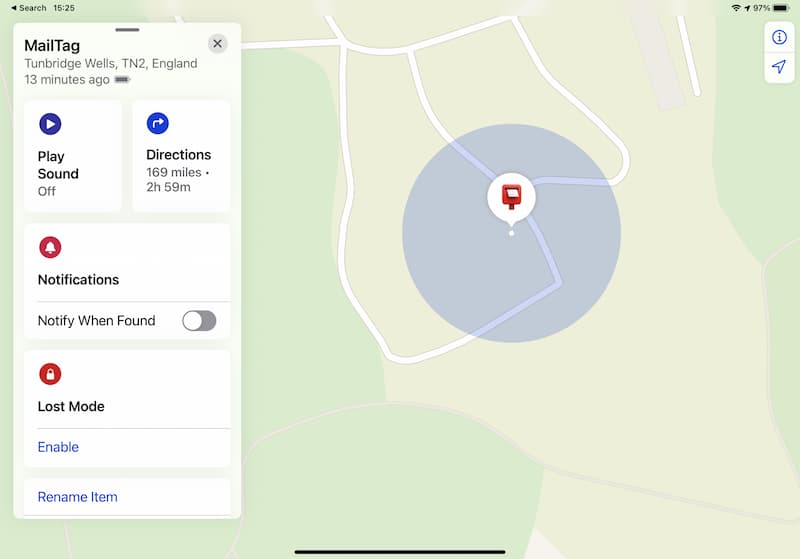 Search 15:25
97%
MailTag
Tunbridge Wells, TN2, England
13 minutes ago
Play
Sound
Off
Directions
169 miles •
2h 59m
Notifications
Notify When Found
Lost Mode
Enable
Rename Item